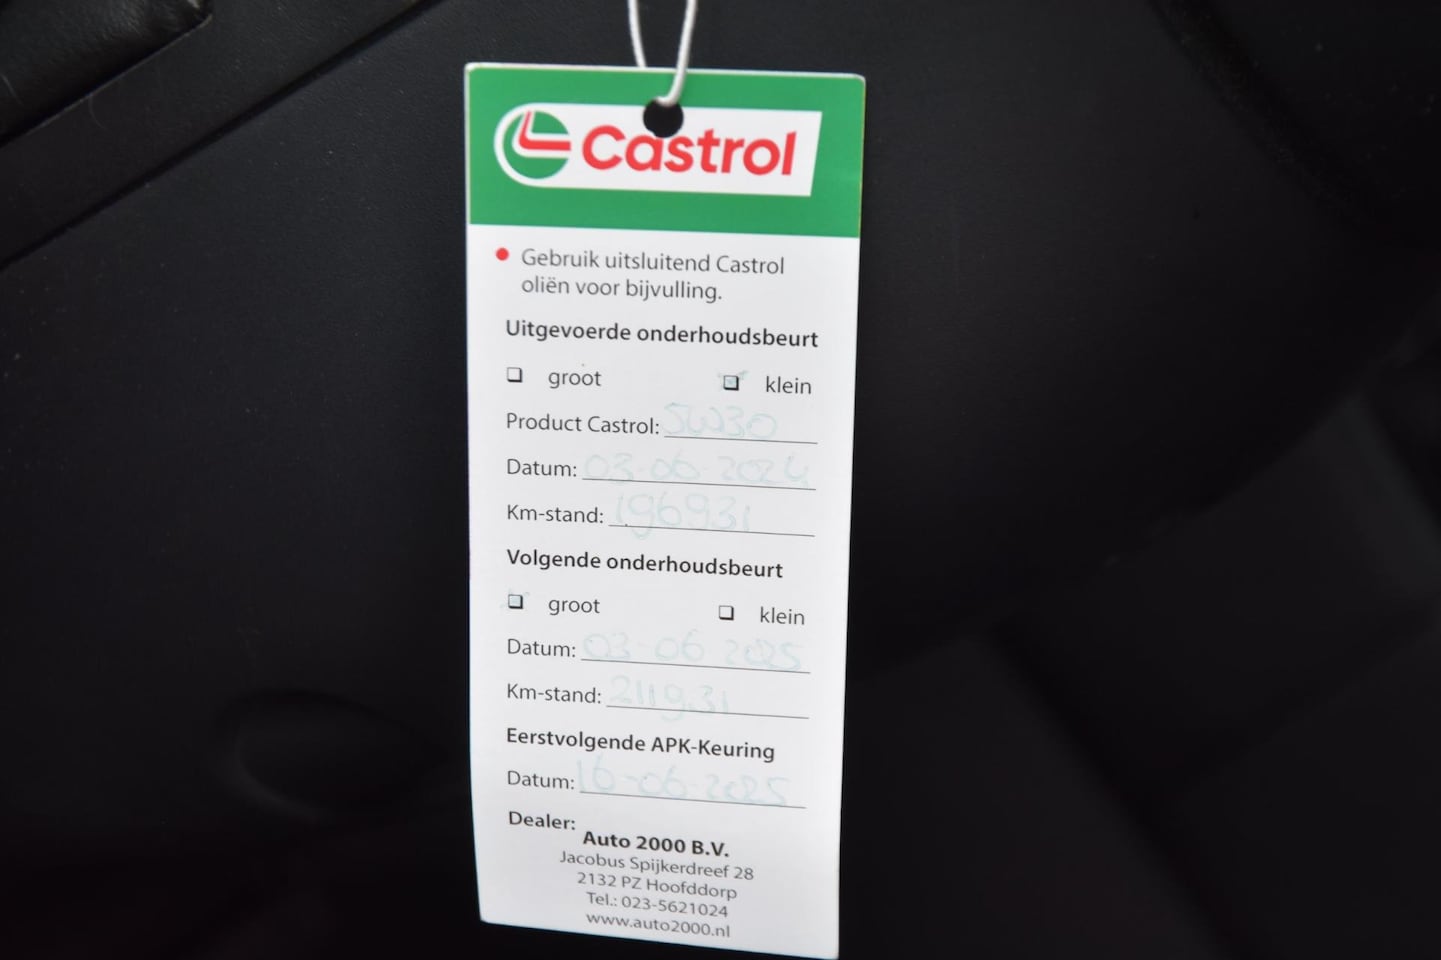 Castrol
Gebruik uitsluitend Castrol
oliën voor bijvulling.
Uitgevoerde onderhoudsbeurt
groot klein
Product Castrol: 5W30
Datum: 03-06-2024
Km-stand: 196931
Volgende onderhoudsbeurt
groot klein
Datum: 03-06 2025
Km-stand: 211931
Eerstvolgende APK-Keuring
Datum: 16-06-2025
Dealer:
Auto 2000 B.V.
Jacobus Spijkerdreef 28
2132 PZ Hoofddorp
Tel.: 023-5621024
www.auto2000.nl